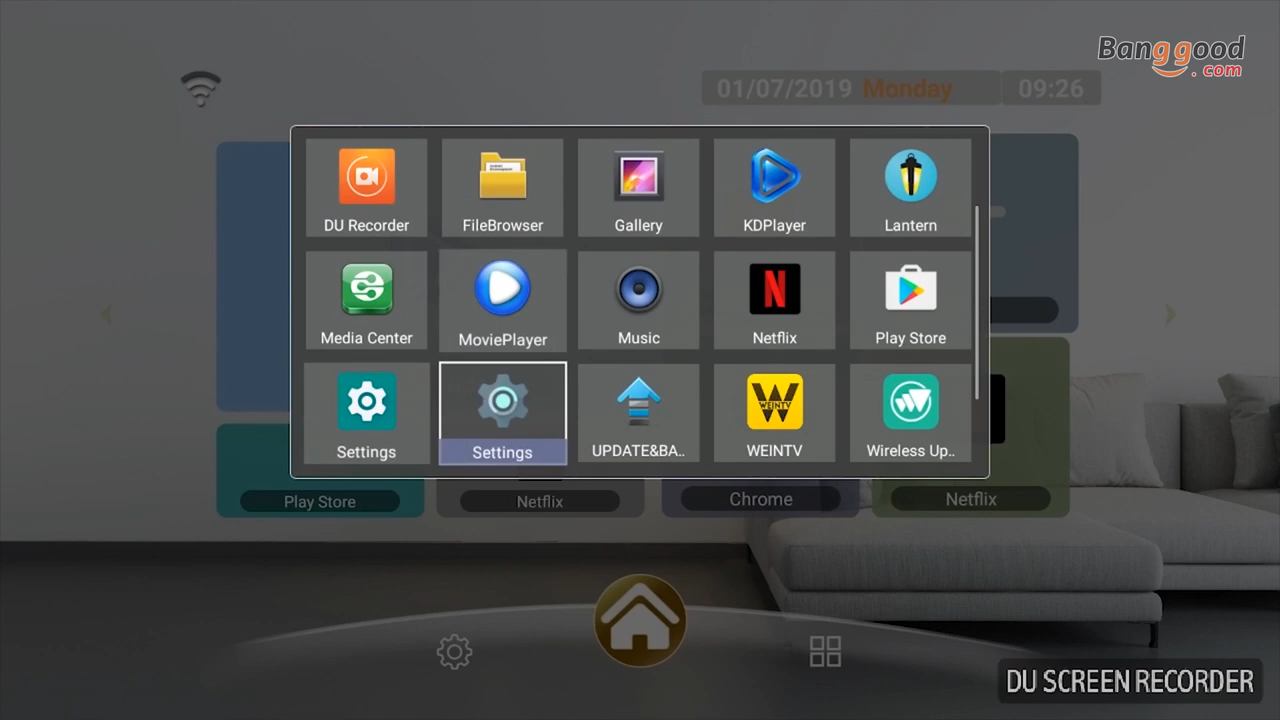 Banggood
.com
01/07/2019 Monday 09:26
DU Recorder
FileBrowser
Gallery
KDPlayer
Lantern
Media Center
MoviePlayer
Music
Netflix
Play Store
Settings
Settings
UPDATE&BA..
WEINTV
WEINTV
Wireless Up..
Play Store
Netflix
Chrome
Netflix
DU SCREEN RECORDER